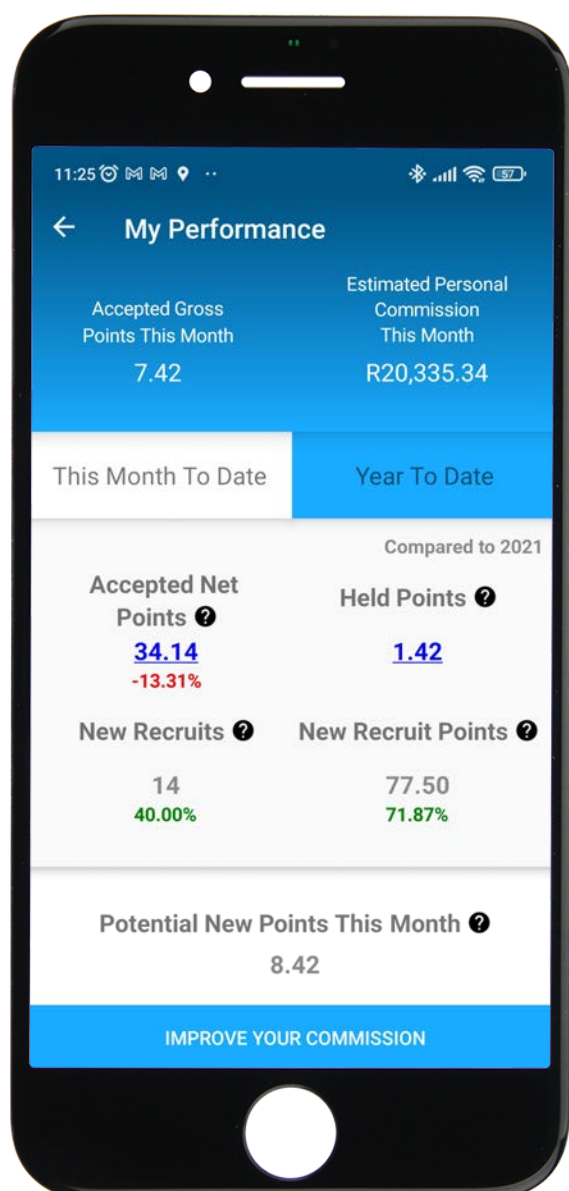 11:25
57
My Performance
Accepted Gross
Points This Month
7.42
Estimated Personal
Commission
This Month
R20,335.34
This Month To Date
Year To Date
Compared to 2021
Accepted Net
Points ?
34.14
-13.31%
Held Points ?
1.42
New Recruits ?
14
40.00%
New Recruit Points ?
77.50
71.87%
Potential New Points This Month ?
8.42
IMPROVE YOUR COMMISSION